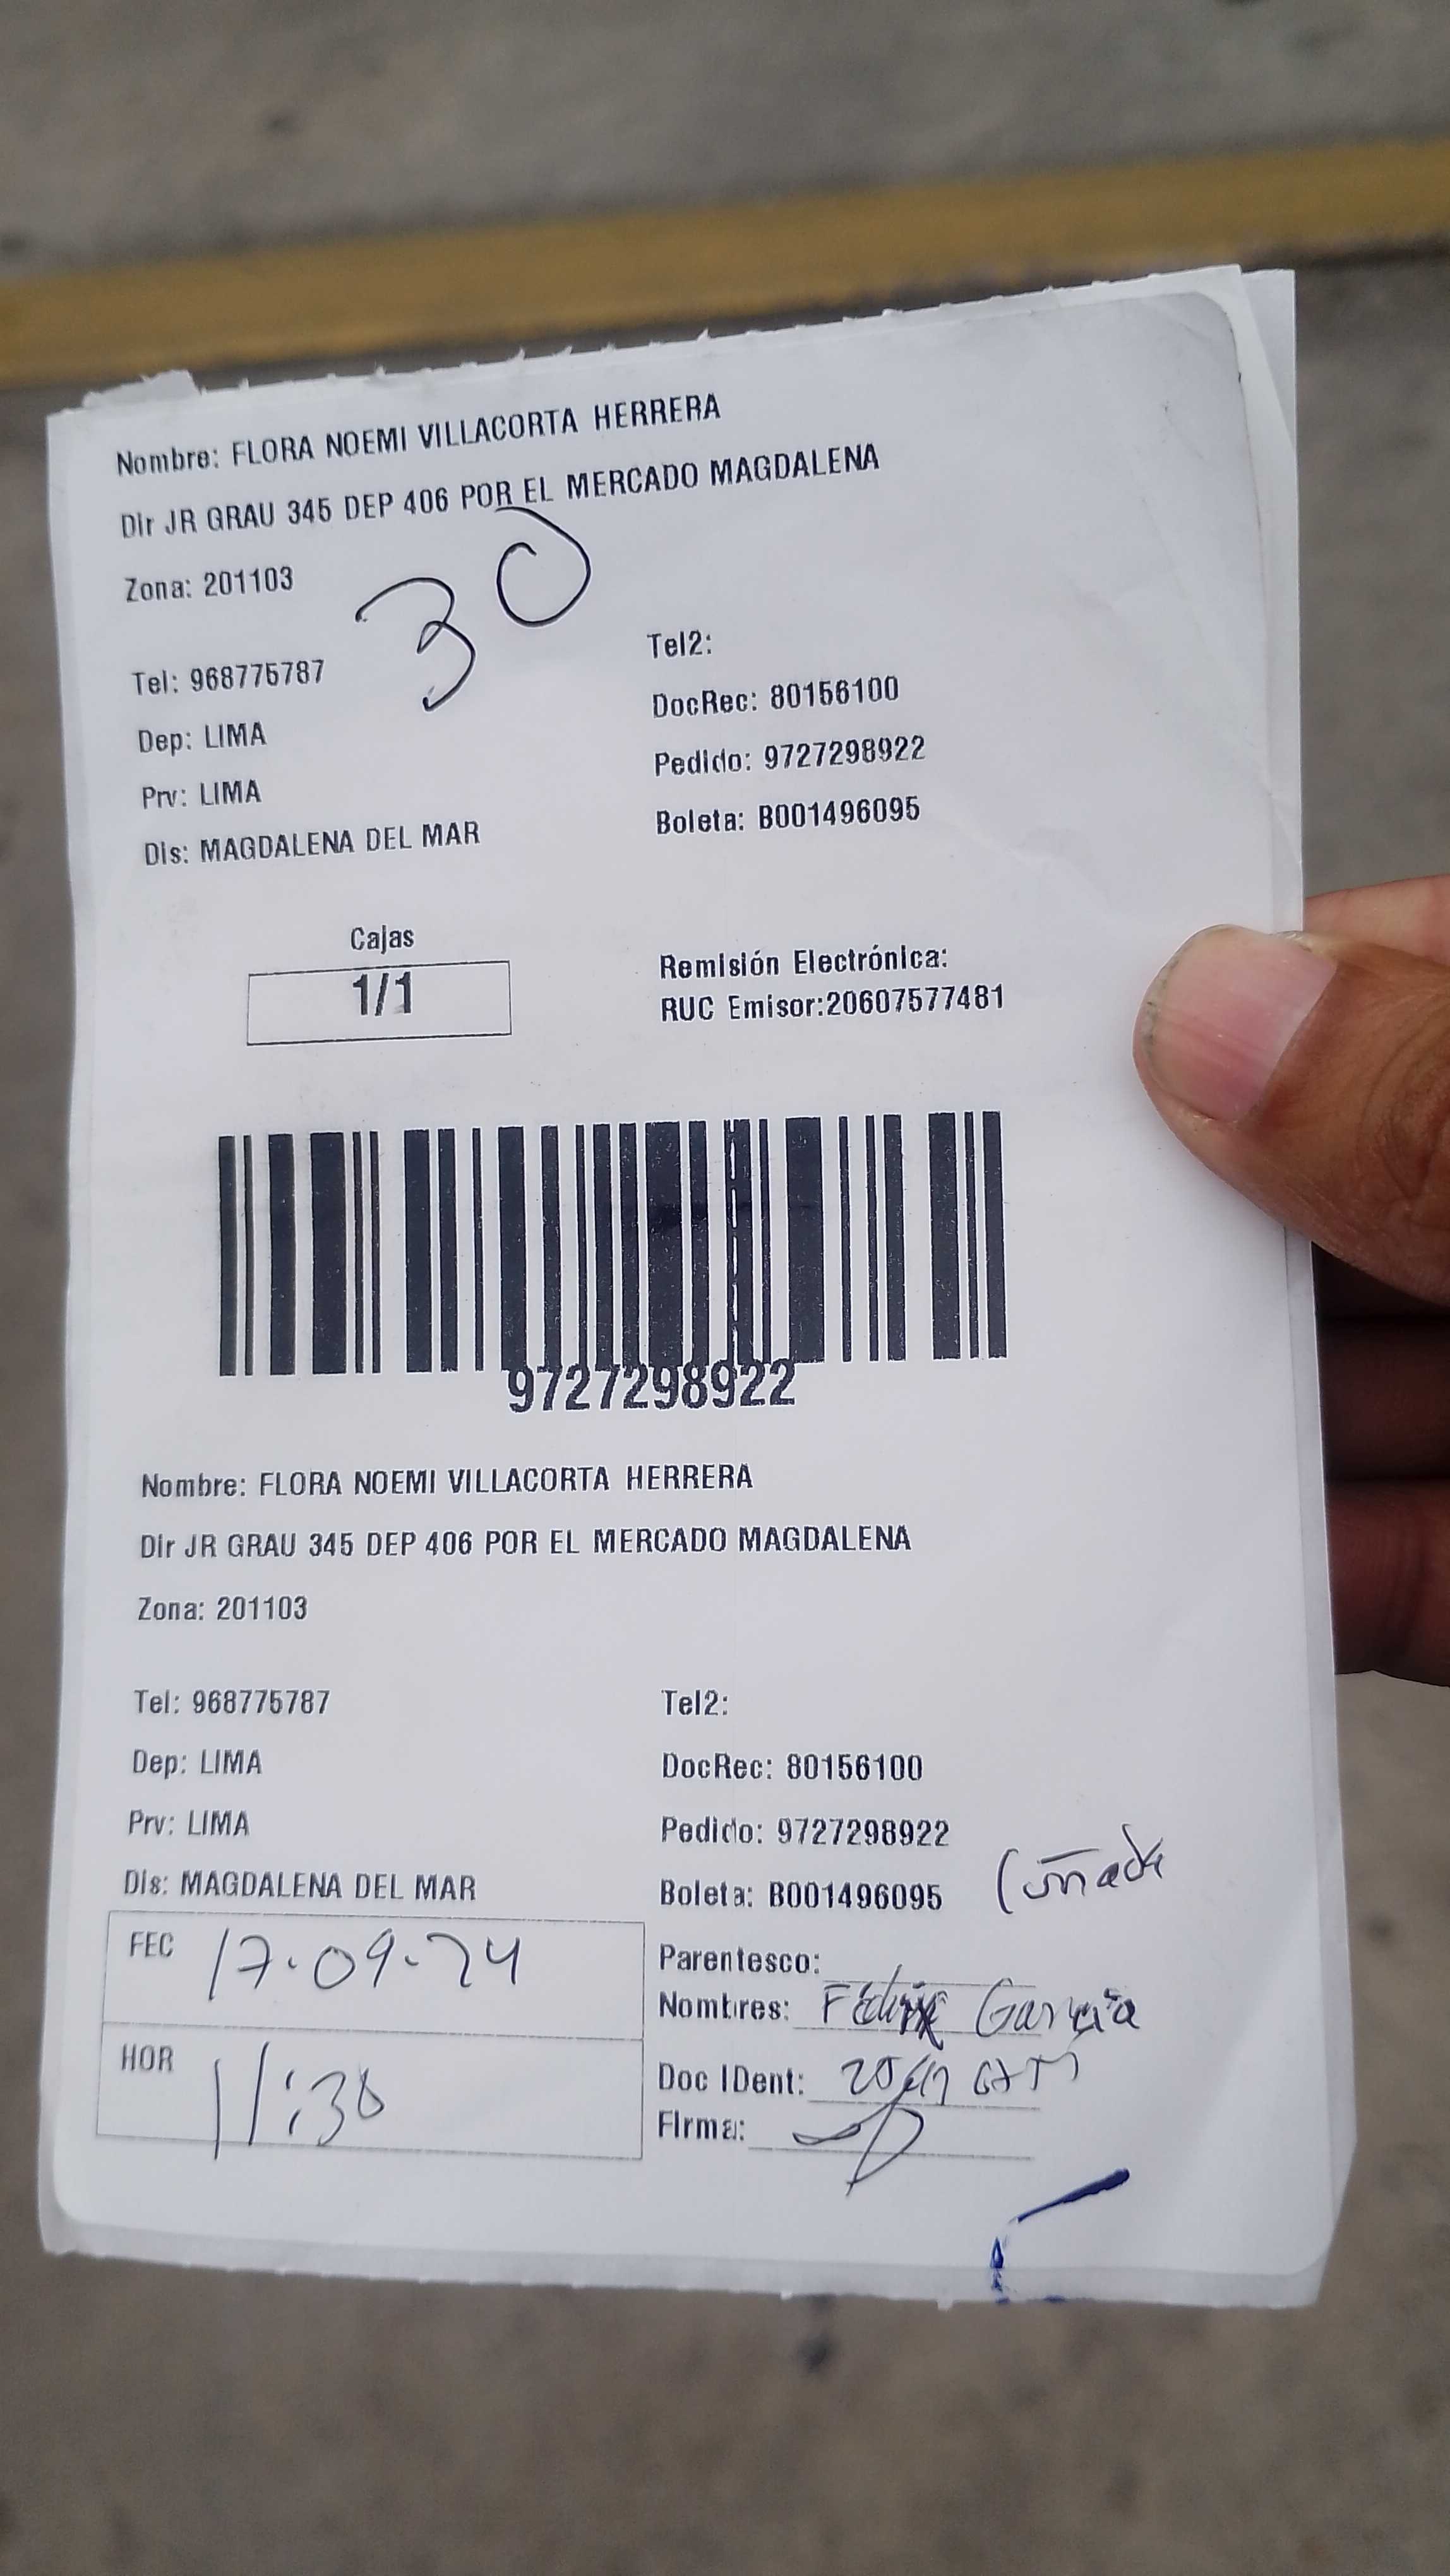 Nombre: FLORA NOEMI VILLACORTA HERRERA
Dir JR GRAU 345 DEP 406 POR EL MERCADO MAGDALENA
Zona: 201103
30
Tel: 968775787
Tel2:
Dep: LIMA
DocRec: 80156100
Prv: LIMA
Pedido: 9727298922
Dis: MAGDALENA DEL MAR
Boleta: B001496095
Cajas
1/1
Remisión Electrónica:
RUC Emisor:20607577481
9727298922
Nombre: FLORA NOEMI VILLACORTA HERRERA
Dir JR GRAU 345 DEP 406 POR EL MERCADO MAGDALENA
Zona: 201103
Tel: 968775787
Tel2:
Dep: LIMA
DocRec: 80156100
Prv: LIMA
Pedido: 9727298922
Dis: MAGDALENA DEL MAR
Boleta: B001496095
Cuñada
FEC 17.09.24
Parentesco:
Nombres: Garcia
HOR 11:30
Doc IDent:
Firma: